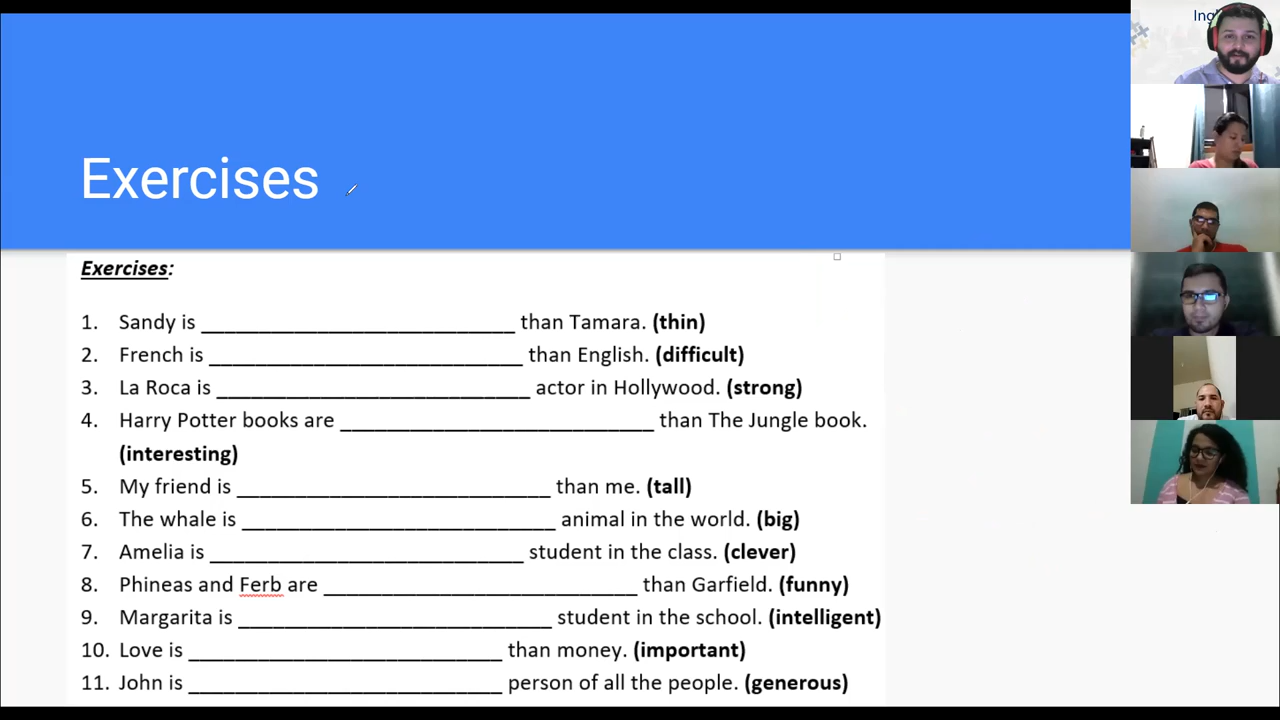 Exercises
Exercises:
1. Sandy is ____________________________ than Tamara. (thin)
2. French is ____________________________ than English. (difficult)
3. La Roca is ____________________________ actor in Hollywood. (strong)
4. Harry Potter books are ____________________________ than The Jungle book.
(interesting)
5. My friend is ____________________________ than me. (tall)
6. The whale is ____________________________ animal in the world. (big)
7. Amelia is ____________________________ student in the class. (clever)
8. Phineas and Ferb are ____________________________ than Garfield. (funny)
9. Margarita is ____________________________ student in the school. (intelligent)
10. Love is ____________________________ than money. (important)
11. John is ____________________________ person of all the people. (generous)